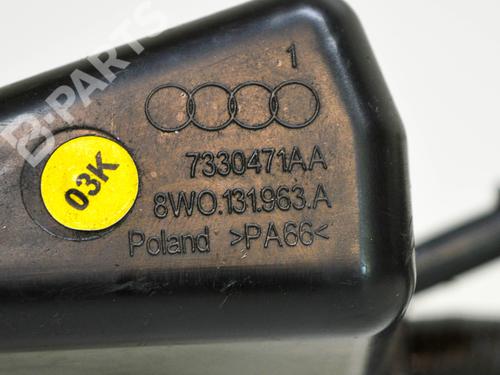 B-PARTS
1
03K
7330471AA
8W0.131.963.A
Poland >PA66<